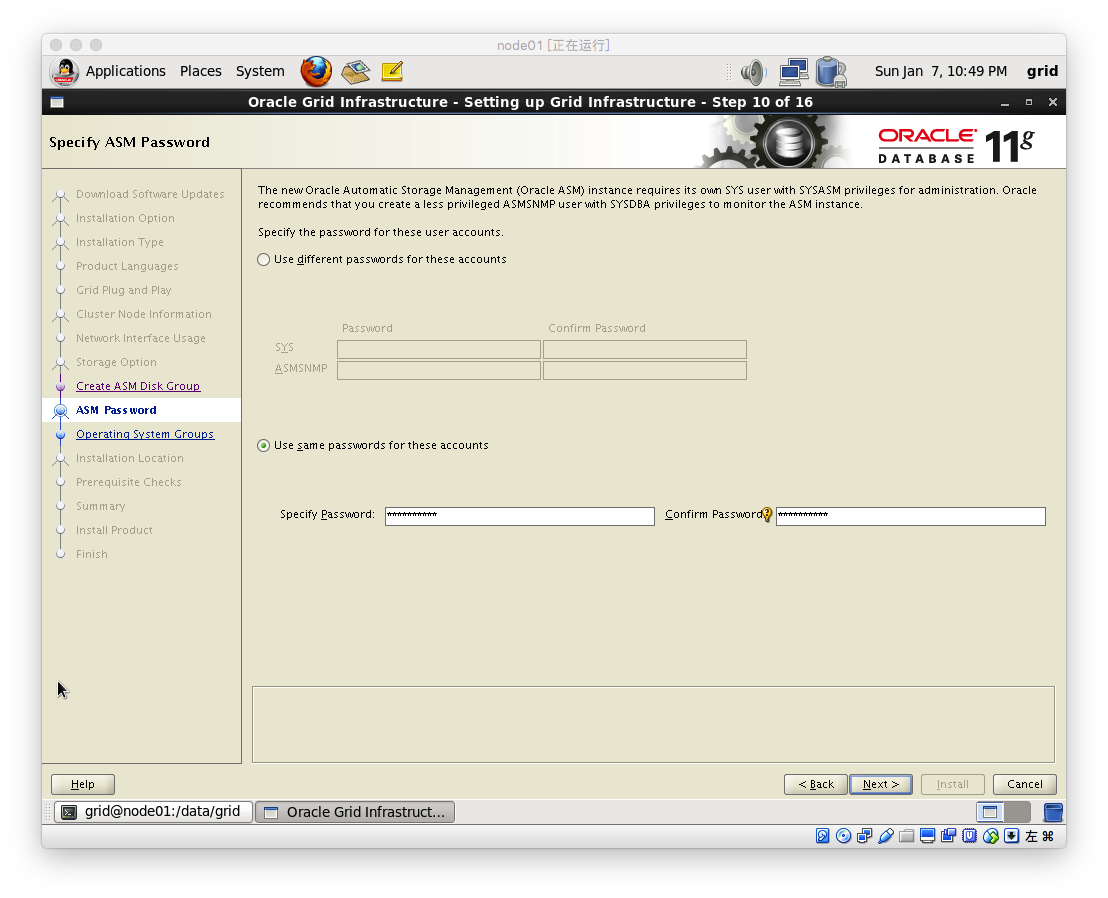 node01 [正在运行]
Applications Places System Sun Jan 7, 10:49 PM grid
Oracle Grid Infrastructure - Setting up Grid Infrastructure - Step 10 of 16
Specify ASM Password
ORACLE
DATABASE 11g
Download Software Updates
Installation Option
Installation Type
Product Languages
Grid Plug and Play
Cluster Node Information
Network Interface Usage
Storage Option
Create ASM Disk Group
ASM Password
Operating System Groups
Installation Location
Prerequisite Checks
Summary
Install Product
Finish
The new Oracle Automatic Storage Management (Oracle ASM) instance requires its own SYS user with SYSASM privileges for administration. Oracle
recommends that you create a less privileged ASMSNMP user with SYSDBA privileges to monitor the ASM instance.
Specify the password for these user accounts.
Use different passwords for these accounts
Password Confirm Password
SYS
ASMSNMP
Use same passwords for these accounts
Specify Password: ********** Confirm Password ? **********
Help < Back Next > Install Cancel
grid@node01:/data/grid Oracle Grid Infrastruct...
左 ⌘